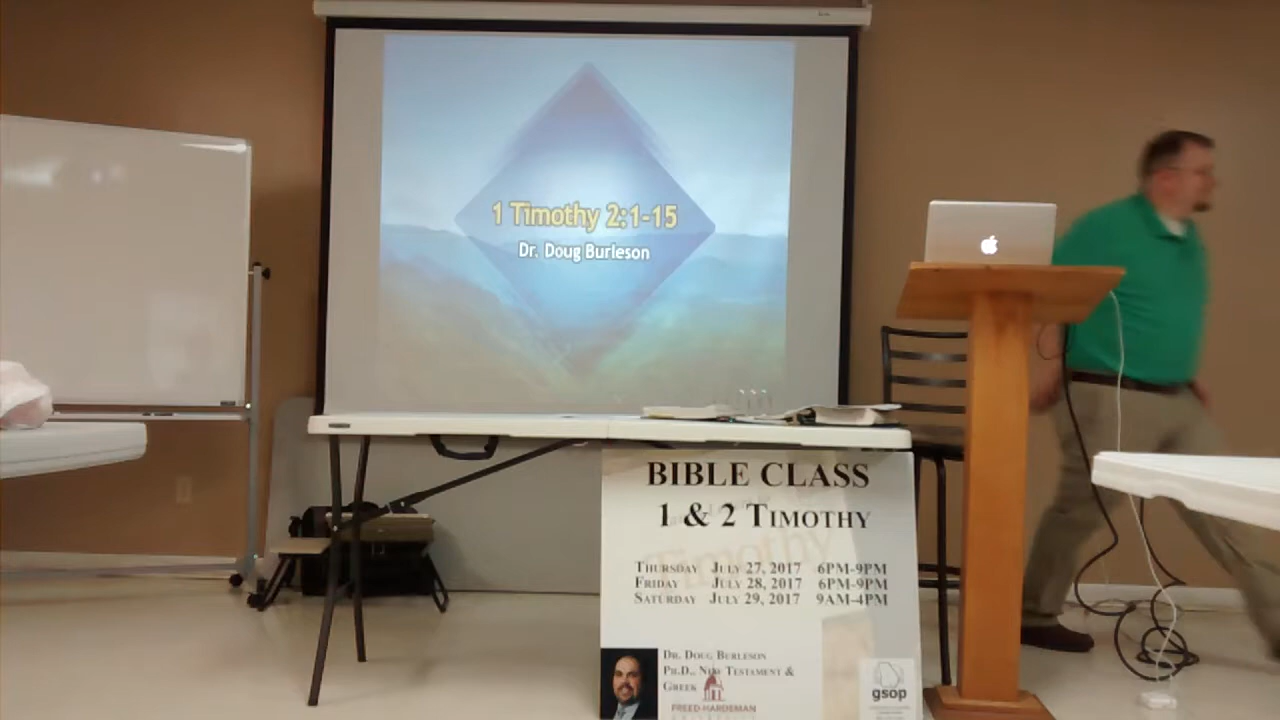 1 Timothy 2:1-15
Dr. Doug Burleson
BIBLE CLASS
1 & 2 TIMOTHY
THURSDAY JULY 27, 2017 6PM-9PM
FRIDAY JULY 28, 2017 6PM-9PM
SATURDAY JULY 29, 2017 9AM-4PM
DR. DOUG BURLESON
PH.D., NEW TESTAMENT &
GREEK
FREED-HARDEMAN
gsop